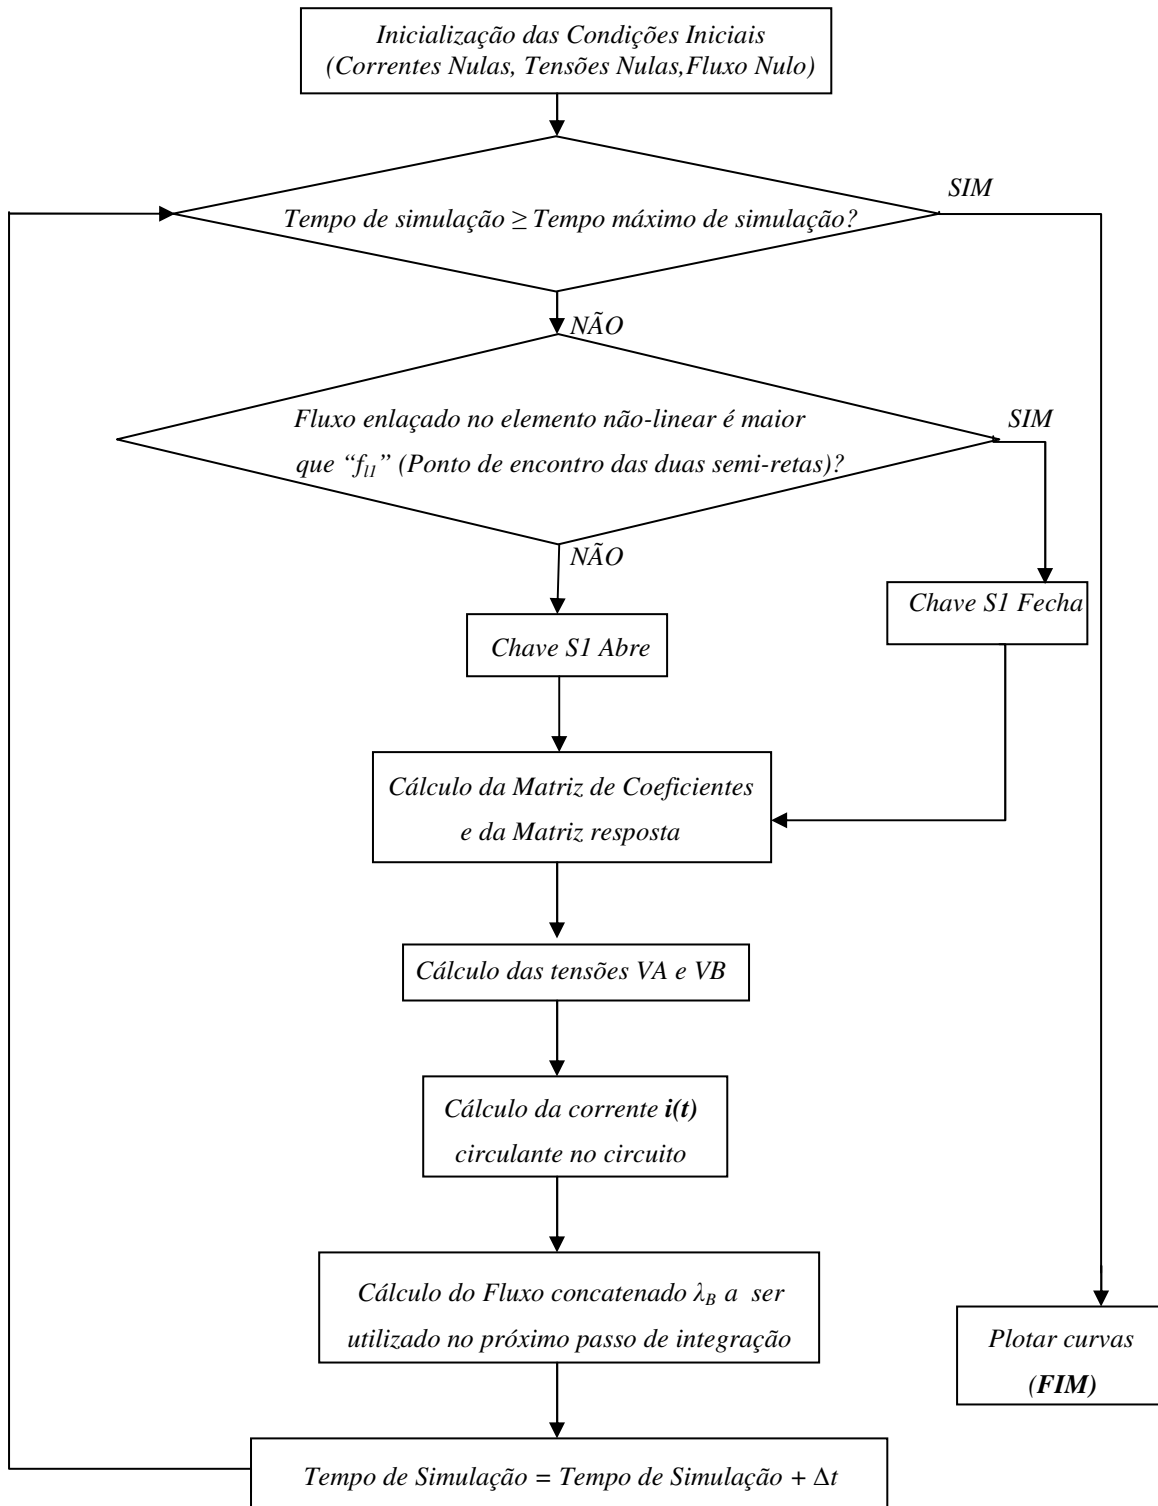 Inicialização das Condições Iniciais
(Correntes Nulas, Tensões Nulas,Fluxo Nulo)
SIM
Tempo de simulação ≥ Tempo máximo de simulação?
NÃO
Fluxo enlaçado no elemento não-linear é maior
que “fl1” (Ponto de encontro das duas semi-retas)?
SIM
NÃO
Chave S1 Fecha
Chave S1 Abre
Cálculo da Matriz de Coeficientes
e da Matriz resposta
Cálculo das tensões VA e VB
Cálculo da corrente i(t)
circulante no circuito
Cálculo do Fluxo concatenado λB a ser
utilizado no próximo passo de integração
Plotar curvas
(FIM)
Tempo de Simulação = Tempo de Simulação + Δt